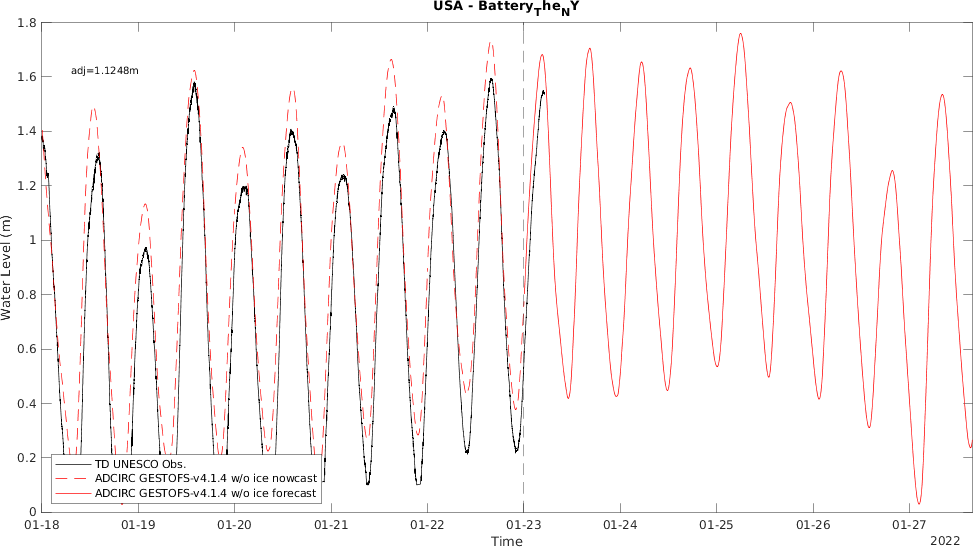 USA - BatteryTheNY
1.8
1.6
1.4
1.2
1
0.8
0.6
0.4
0.2
0
Water Level (m)
adj=1.1248m
TD UNESCO Obs.
ADCIRC GESTOFS-v4.1.4 w/o ice nowcast
ADCIRC GESTOFS-v4.1.4 w/o ice forecast
01-18 01-19 01-20 01-21 01-22 01-23 01-24 01-25 01-26 01-27
Time
2022